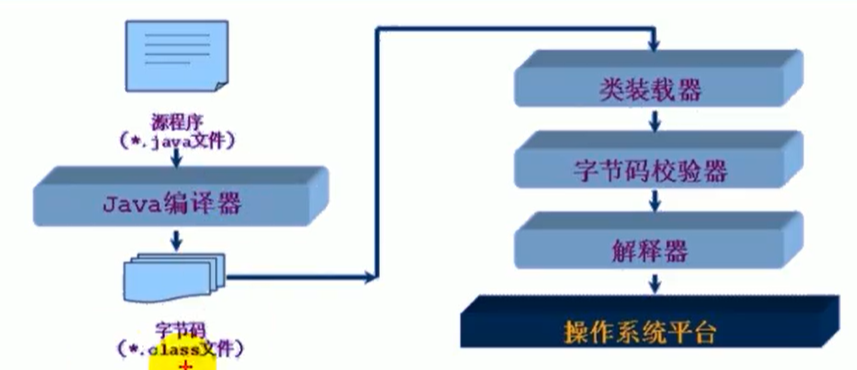 源程序
(*.java文件)
Java编译器
字节码
(*.class文件)
类装载器
字节码校验器
解释器
操作系统平台